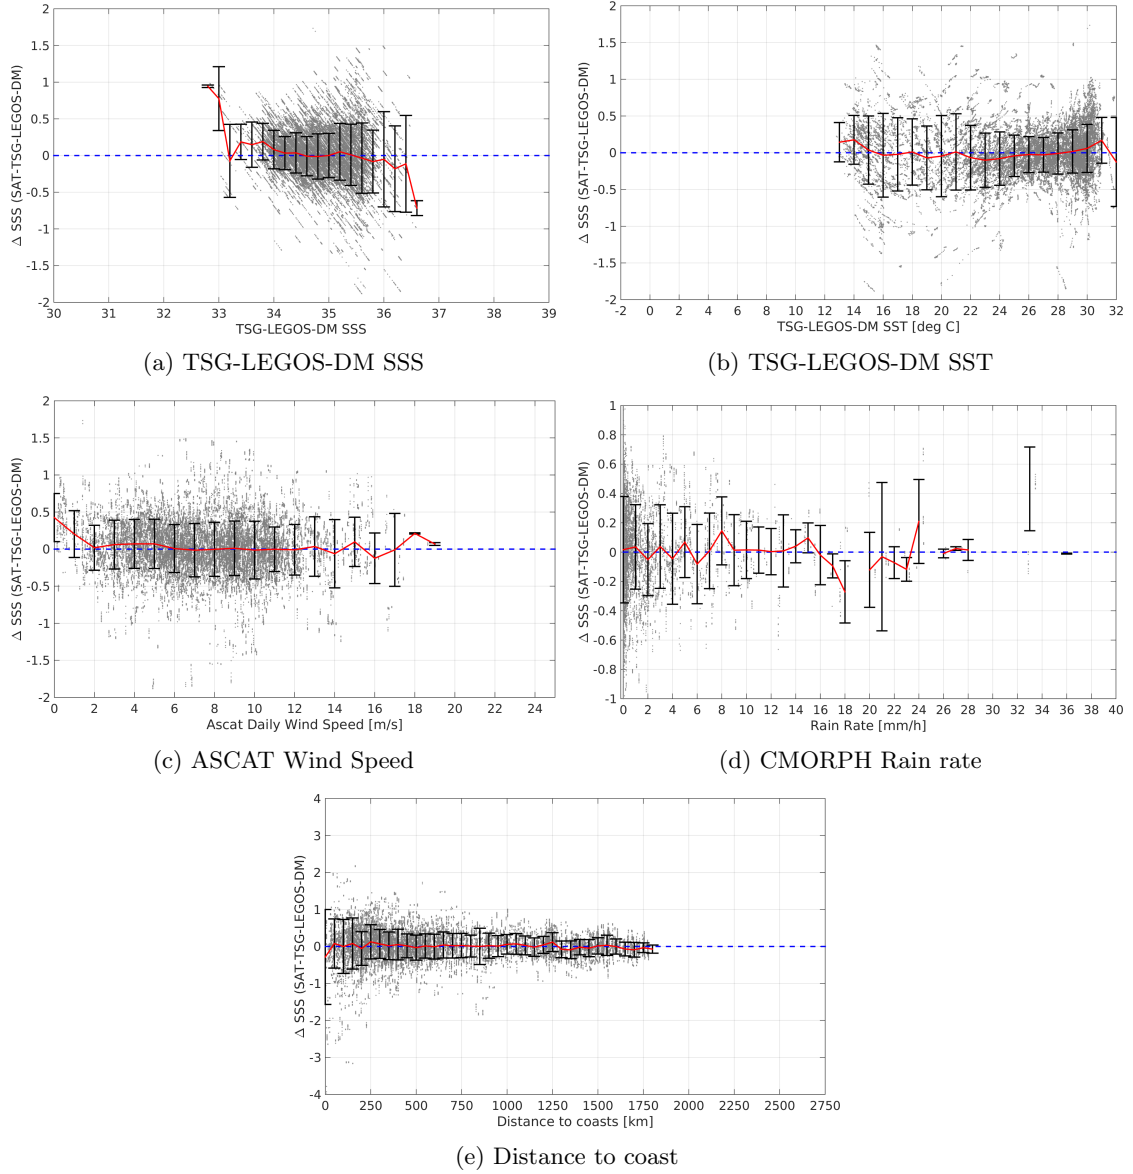 2
1.5
1
0.5
0
-0.5
-1
-1.5
-2
Δ SSS (SAT-TSG-LEGOS-DM)
30 31 32 33 34 35 36 37 38 39
TSG-LEGOS-DM SSS
(a) TSG-LEGOS-DM SSS
2
1.5
1
0.5
0
-0.5
-1
-1.5
-2
Δ SSS (SAT-TSG-LEGOS-DM)
-2 0 2 4 6 8 10 12 14 16 18 20 22 24 26 28 30 32
TSG-LEGOS-DM SST [deg C]
(b) TSG-LEGOS-DM SST
2
1.5
1
0.5
0
-0.5
-1
-1.5
-2
Δ SSS (SAT-TSG-LEGOS-DM)
0 2 4 6 8 10 12 14 16 18 20 22 24
Ascat Daily Wind Speed [m/s]
(c) ASCAT Wind Speed
1
0.8
0.6
0.4
0.2
0
-0.2
-0.4
-0.6
-0.8
-1
Δ SSS (SAT-TSG-LEGOS-DM)
0 2 4 6 8 10 12 14 16 18 20 22 24 26 28 30 32 34 36 38 40
Rain Rate [mm/h]
(d) CMORPH Rain rate
4
3
2
1
0
-1
-2
-3
-4
Δ SSS (SAT-TSG-LEGOS-DM)
0 250 500 750 1000 1250 1500 1750 2000 2250 2500 2750
Distance to coasts [km]
(e) Distance to coast